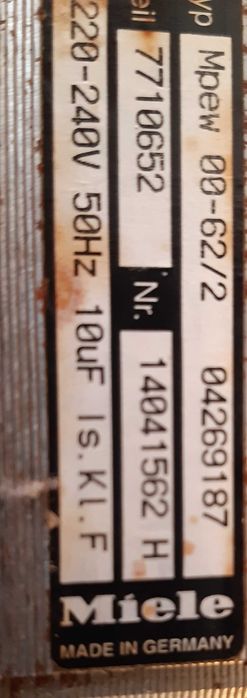 yp Mpew 00-62/2 04269187
eil 7710652 Nr. 14041562 H
220-240V 50Hz 10uF Is.Kl.F
Miele
MADE IN GERMANY